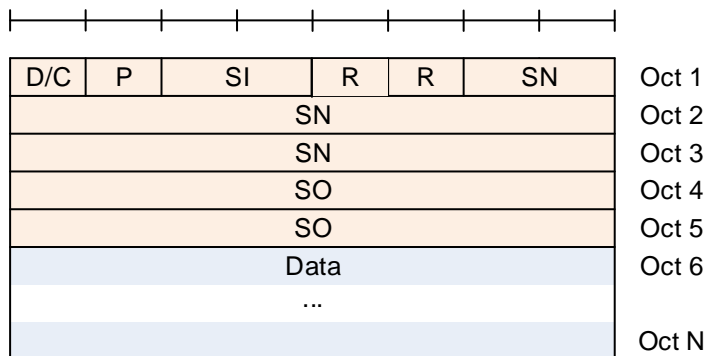 D/C P SI R R SN Oct 1
SN Oct 2
SN Oct 3
SO Oct 4
SO Oct 5
Data Oct 6
...
Oct N